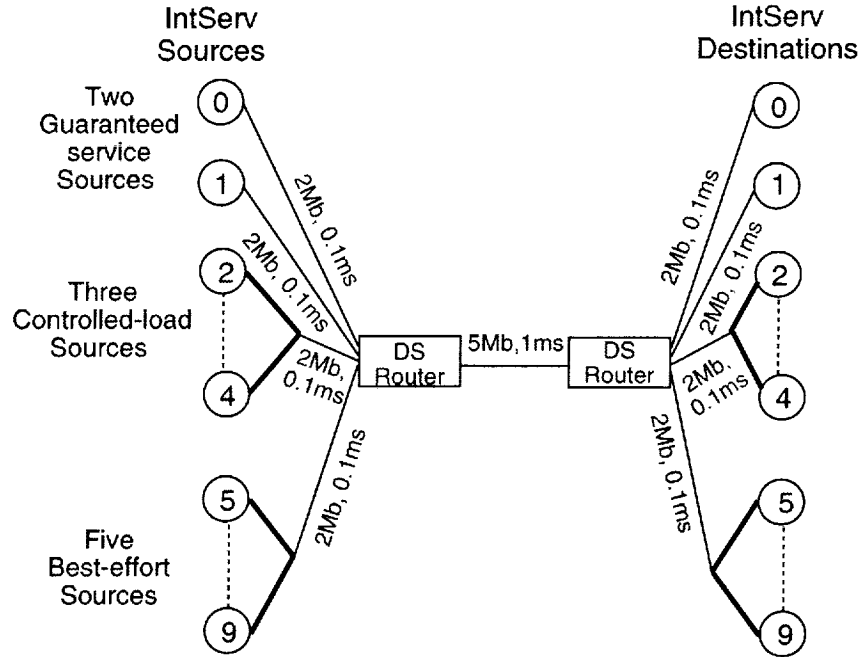 IntServ
Sources
IntServ
Destinations
Two
Guaranteed
service
Sources
0
1
2Mb, 0.1ms
2Mb, 0.1ms
Three
Controlled-load
Sources
2
4
2Mb,
0.1ms
Five
Best-effort
Sources
5
9
2Mb, 0.1ms
DS
Router
5Mb,1ms
DS
Router
2Mb, 0.1ms
2Mb, 0.1ms
2Mb,
0.1ms
2Mb, 0.1ms
0
1
2
4
5
9